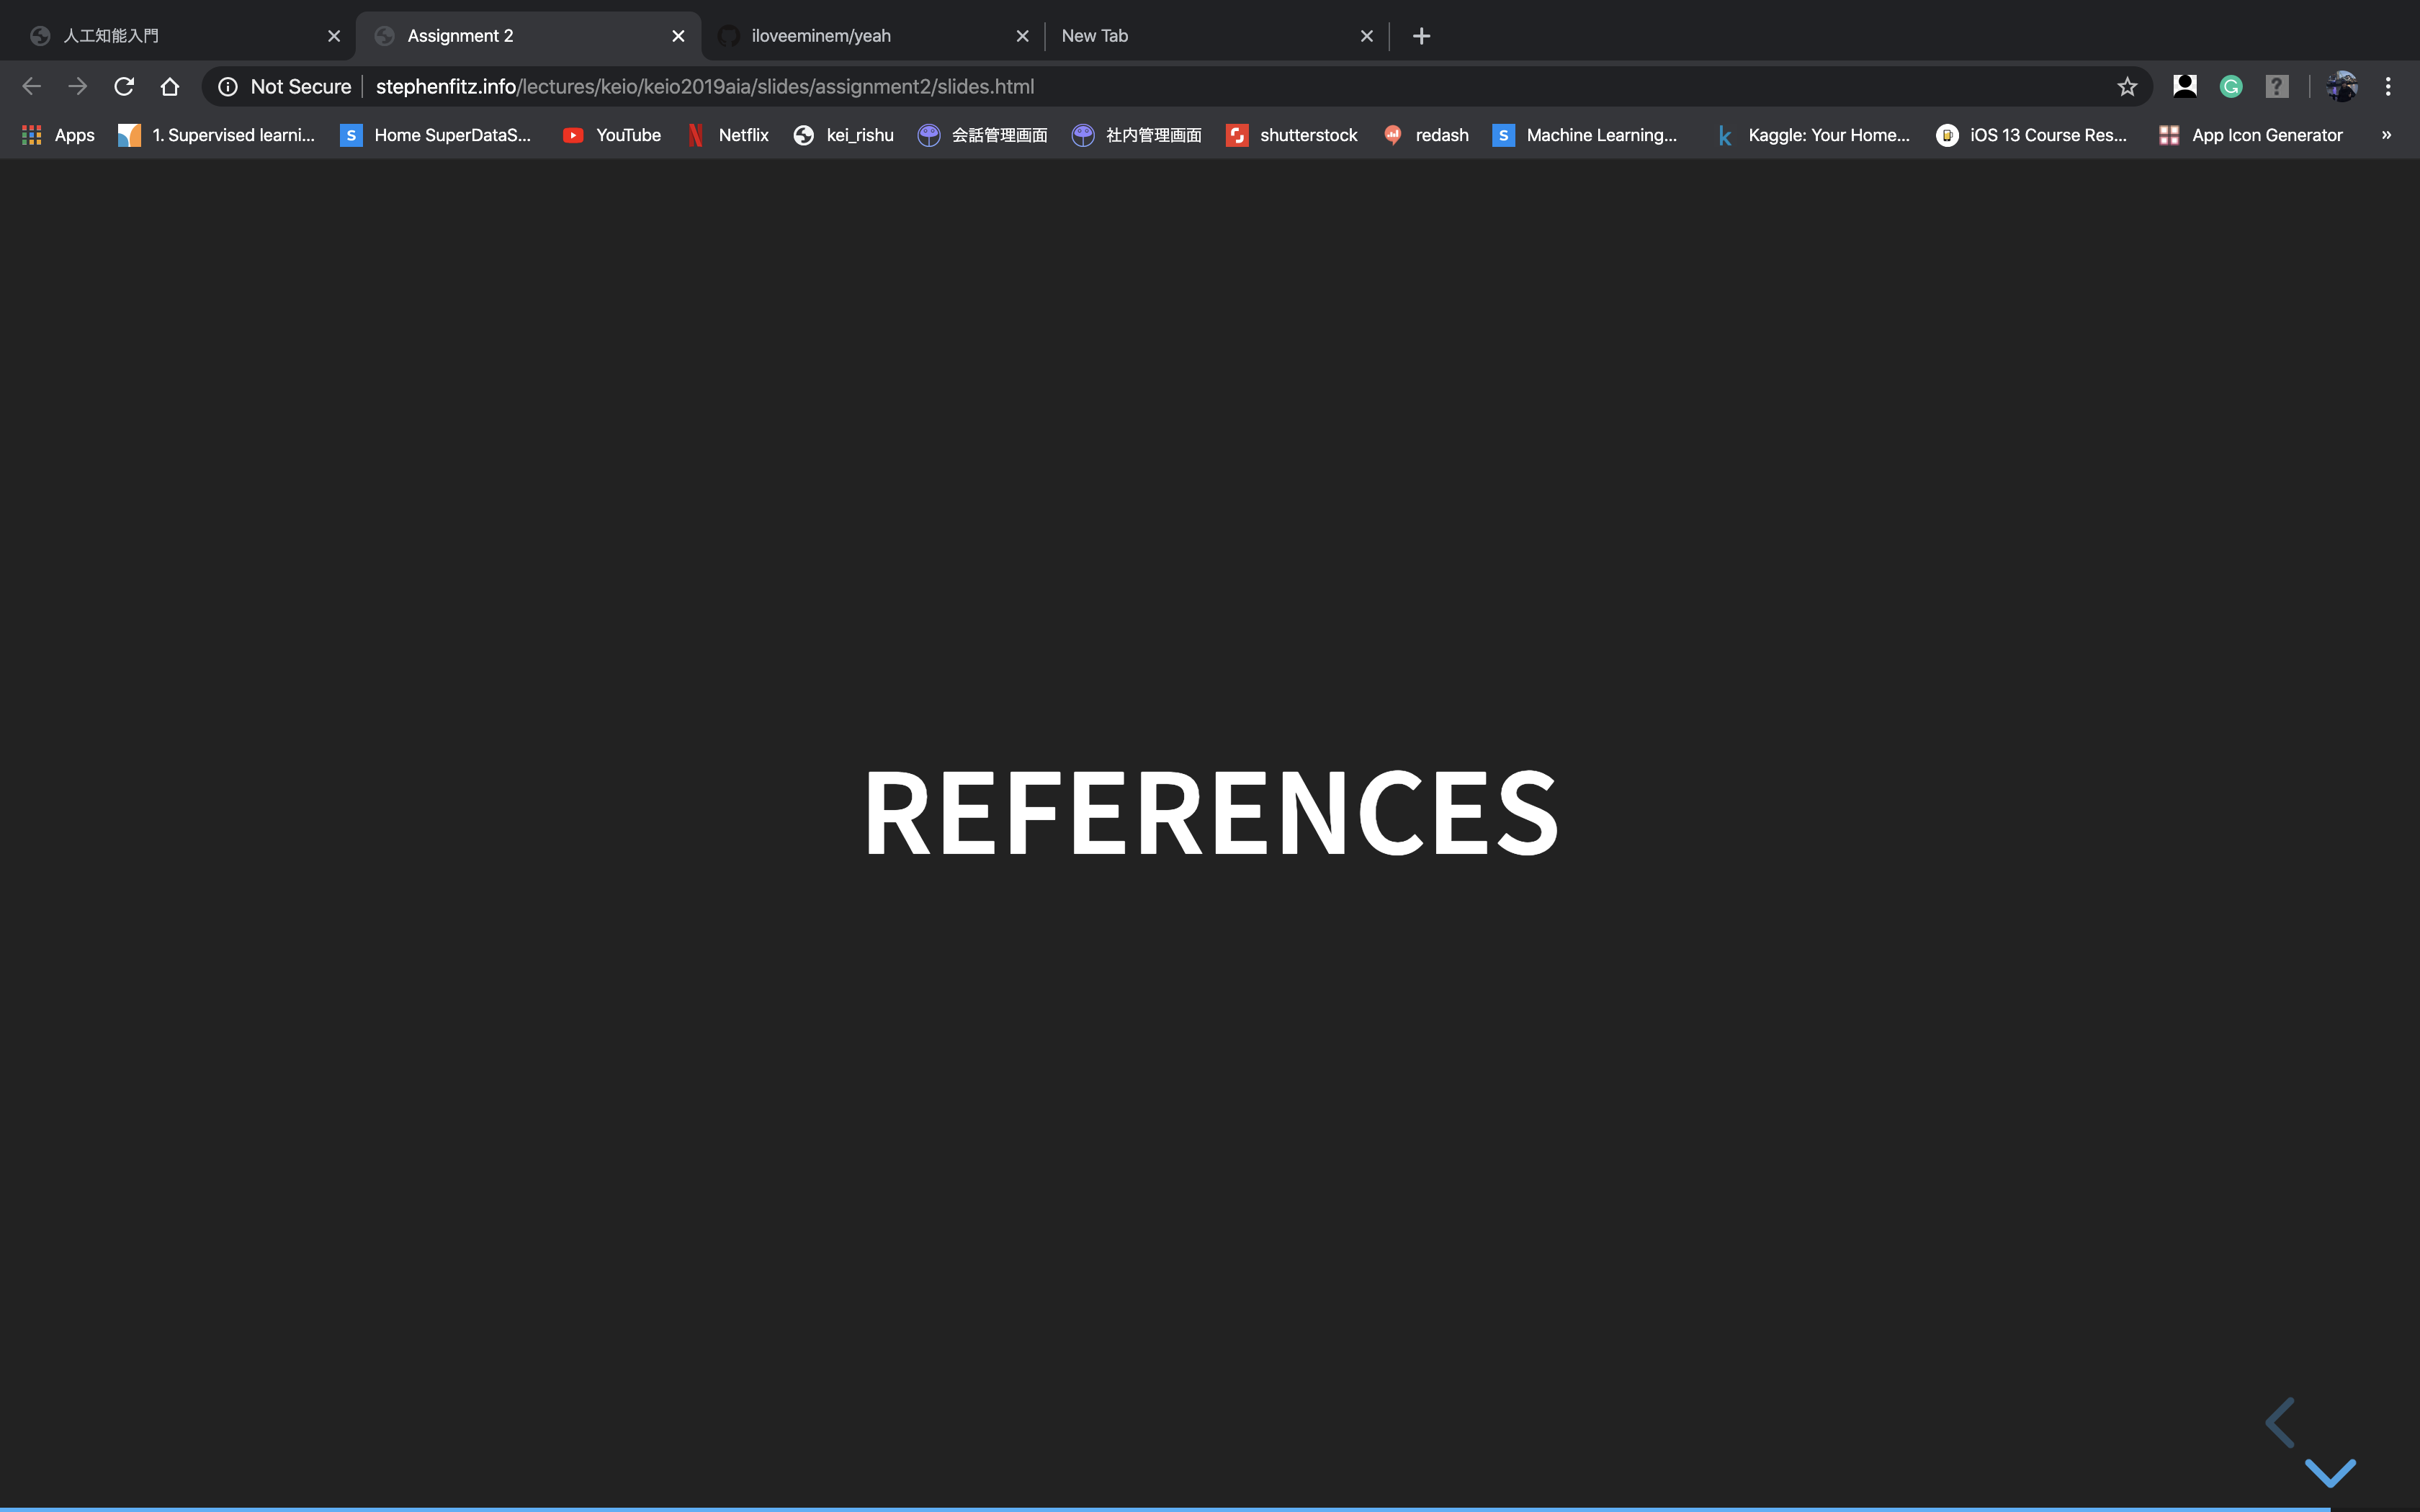 人工知能入門
Assignment 2
iloveeminem/yeah
New Tab
Not Secure
stephenfitz.info/lectures/keio/keio2019aia/slides/assignment2/slides.html
Apps
1. Supervised learni...
S
Home SuperDataS...
YouTube
Netflix
kei_rishu
会話管理画面
社内管理画面
shutterstock
redash
S
Machine Learning...
k
Kaggle: Your Home...
iOS 13 Course Res...
App Icon Generator
»
REFERENCES